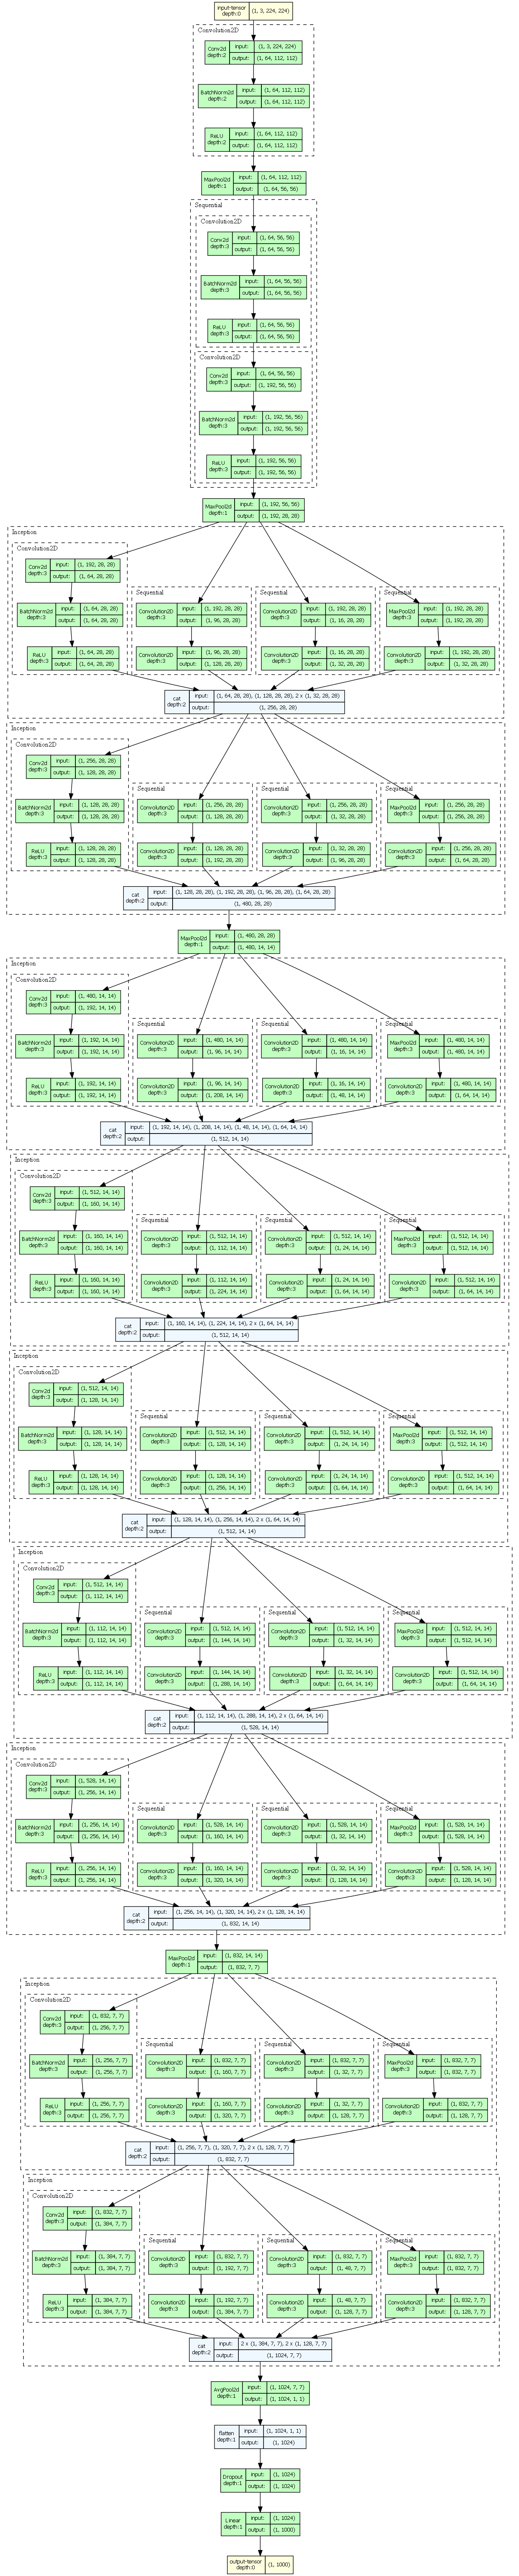 input-tensor
depth:0
(1, 3, 224, 224)
Convolution2D
Conv2d
depth:2
input: (1, 3, 224, 224)
output: (1, 64, 112, 112)
BatchNorm2d
depth:2
input: (1, 64, 112, 112)
output: (1, 64, 112, 112)
ReLU
depth:2
input: (1, 64, 112, 112)
output: (1, 64, 112, 112)
MaxPool2d
depth:1
input: (1, 64, 112, 112)
output: (1, 64, 56, 56)
Sequential
Convolution2D
Conv2d
depth:3
input: (1, 64, 56, 56)
output: (1, 64, 56, 56)
BatchNorm2d
depth:3
input: (1, 64, 56, 56)
output: (1, 64, 56, 56)
ReLU
depth:3
input: (1, 64, 56, 56)
output: (1, 64, 56, 56)
Convolution2D
Conv2d
depth:3
input: (1, 64, 56, 56)
output: (1, 192, 56, 56)
BatchNorm2d
depth:3
input: (1, 192, 56, 56)
output: (1, 192, 56, 56)
ReLU
depth:3
input: (1, 192, 56, 56)
output: (1, 192, 56, 56)
MaxPool2d
depth:1
input: (1, 192, 56, 56)
output: (1, 192, 28, 28)
Inception
Convolution2D
Conv2d
depth:3
input: (1, 192, 28, 28)
output: (1, 64, 28, 28)
BatchNorm2d
depth:3
input: (1, 64, 28, 28)
output: (1, 64, 28, 28)
ReLU
depth:3
input: (1, 64, 28, 28)
output: (1, 64, 28, 28)
Sequential
Convolution2D
depth:3
input: (1, 192, 28, 28)
output: (1, 96, 28, 28)
Convolution2D
depth:3
input: (1, 96, 28, 28)
output: (1, 128, 28, 28)
Sequential
Convolution2D
depth:3
input: (1, 192, 28, 28)
output: (1, 16, 28, 28)
Convolution2D
depth:3
input: (1, 16, 28, 28)
output: (1, 32, 28, 28)
Sequential
MaxPool2d
depth:3
input: (1, 192, 28, 28)
output: (1, 192, 28, 28)
Convolution2D
depth:3
input: (1, 192, 28, 28)
output: (1, 32, 28, 28)
cat
depth:2
input: (1, 64, 28, 28), (1, 128, 28, 28), 2 x (1, 32, 28, 28)
output: (1, 256, 28, 28)
Inception
Convolution2D
Conv2d
depth:3
input: (1, 256, 28, 28)
output: (1, 128, 28, 28)
BatchNorm2d
depth:3
input: (1, 128, 28, 28)
output: (1, 128, 28, 28)
ReLU
depth:3
input: (1, 128, 28, 28)
output: (1, 128, 28, 28)
Sequential
Convolution2D
depth:3
input: (1, 256, 28, 28)
output: (1, 128, 28, 28)
Convolution2D
depth:3
input: (1, 128, 28, 28)
output: (1, 192, 28, 28)
Sequential
Convolution2D
depth:3
input: (1, 256, 28, 28)
output: (1, 32, 28, 28)
Convolution2D
depth:3
input: (1, 32, 28, 28)
output: (1, 96, 28, 28)
Sequential
MaxPool2d
depth:3
input: (1, 256, 28, 28)
output: (1, 256, 28, 28)
Convolution2D
depth:3
input: (1, 256, 28, 28)
output: (1, 64, 28, 28)
cat
depth:2
input: (1, 128, 28, 28), (1, 192, 28, 28), (1, 96, 28, 28), (1, 64, 28, 28)
output: (1, 480, 28, 28)
MaxPool2d
depth:1
input: (1, 480, 28, 28)
output: (1, 480, 14, 14)
Inception
Convolution2D
Conv2d
depth:3
input: (1, 480, 14, 14)
output: (1, 192, 14, 14)
BatchNorm2d
depth:3
input: (1, 192, 14, 14)
output: (1, 192, 14, 14)
ReLU
depth:3
input: (1, 192, 14, 14)
output: (1, 192, 14, 14)
Sequential
Convolution2D
depth:3
input: (1, 480, 14, 14)
output: (1, 96, 14, 14)
Convolution2D
depth:3
input: (1, 96, 14, 14)
output: (1, 208, 14, 14)
Sequential
Convolution2D
depth:3
input: (1, 480, 14, 14)
output: (1, 16, 14, 14)
Convolution2D
depth:3
input: (1, 16, 14, 14)
output: (1, 48, 14, 14)
Sequential
MaxPool2d
depth:3
input: (1, 480, 14, 14)
output: (1, 480, 14, 14)
Convolution2D
depth:3
input: (1, 480, 14, 14)
output: (1, 64, 14, 14)
cat
depth:2
input: (1, 192, 14, 14), (1, 208, 14, 14), (1, 48, 14, 14), (1, 64, 14, 14)
output: (1, 512, 14, 14)
Inception
Convolution2D
Conv2d
depth:3
input: (1, 512, 14, 14)
output: (1, 160, 14, 14)
BatchNorm2d
depth:3
input: (1, 160, 14, 14)
output: (1, 160, 14, 14)
ReLU
depth:3
input: (1, 160, 14, 14)
output: (1, 160, 14, 14)
Sequential
Convolution2D
depth:3
input: (1, 512, 14, 14)
output: (1, 112, 14, 14)
Convolution2D
depth:3
input: (1, 112, 14, 14)
output: (1, 224, 14, 14)
Sequential
Convolution2D
depth:3
input: (1, 512, 14, 14)
output: (1, 24, 14, 14)
Convolution2D
depth:3
input: (1, 24, 14, 14)
output: (1, 64, 14, 14)
Sequential
MaxPool2d
depth:3
input: (1, 512, 14, 14)
output: (1, 512, 14, 14)
Convolution2D
depth:3
input: (1, 512, 14, 14)
output: (1, 64, 14, 14)
cat
depth:2
input: (1, 160, 14, 14), (1, 224, 14, 14), 2 x (1, 64, 14, 14)
output: (1, 512, 14, 14)
Inception
Convolution2D
Conv2d
depth:3
input: (1, 512, 14, 14)
output: (1, 128, 14, 14)
BatchNorm2d
depth:3
input: (1, 128, 14, 14)
output: (1, 128, 14, 14)
ReLU
depth:3
input: (1, 128, 14, 14)
output: (1, 128, 14, 14)
Sequential
Convolution2D
depth:3
input: (1, 512, 14, 14)
output: (1, 128, 14, 14)
Convolution2D
depth:3
input: (1, 128, 14, 14)
output: (1, 256, 14, 14)
Sequential
Convolution2D
depth:3
input: (1, 512, 14, 14)
output: (1, 24, 14, 14)
Convolution2D
depth:3
input: (1, 24, 14, 14)
output: (1, 64, 14, 14)
Sequential
MaxPool2d
depth:3
input: (1, 512, 14, 14)
output: (1, 512, 14, 14)
Convolution2D
depth:3
input: (1, 512, 14, 14)
output: (1, 64, 14, 14)
cat
depth:2
input: (1, 128, 14, 14), (1, 256, 14, 14), 2 x (1, 64, 14, 14)
output: (1, 512, 14, 14)
Inception
Convolution2D
Conv2d
depth:3
input: (1, 512, 14, 14)
output: (1, 112, 14, 14)
BatchNorm2d
depth:3
input: (1, 112, 14, 14)
output: (1, 112, 14, 14)
ReLU
depth:3
input: (1, 112, 14, 14)
output: (1, 112, 14, 14)
Sequential
Convolution2D
depth:3
input: (1, 512, 14, 14)
output: (1, 144, 14, 14)
Convolution2D
depth:3
input: (1, 144, 14, 14)
output: (1, 288, 14, 14)
Sequential
Convolution2D
depth:3
input: (1, 512, 14, 14)
output: (1, 32, 14, 14)
Convolution2D
depth:3
input: (1, 32, 14, 14)
output: (1, 64, 14, 14)
Sequential
MaxPool2d
depth:3
input: (1, 512, 14, 14)
output: (1, 512, 14, 14)
Convolution2D
depth:3
input: (1, 512, 14, 14)
output: (1, 64, 14, 14)
cat
depth:2
input: (1, 112, 14, 14), (1, 288, 14, 14), 2 x (1, 64, 14, 14)
output: (1, 528, 14, 14)
Inception
Convolution2D
Conv2d
depth:3
input: (1, 528, 14, 14)
output: (1, 256, 14, 14)
BatchNorm2d
depth:3
input: (1, 256, 14, 14)
output: (1, 256, 14, 14)
ReLU
depth:3
input: (1, 256, 14, 14)
output: (1, 256, 14, 14)
Sequential
Convolution2D
depth:3
input: (1, 528, 14, 14)
output: (1, 160, 14, 14)
Convolution2D
depth:3
input: (1, 160, 14, 14)
output: (1, 320, 14, 14)
Sequential
Convolution2D
depth:3
input: (1, 528, 14, 14)
output: (1, 32, 14, 14)
Convolution2D
depth:3
input: (1, 32, 14, 14)
output: (1, 128, 14, 14)
Sequential
MaxPool2d
depth:3
input: (1, 528, 14, 14)
output: (1, 528, 14, 14)
Convolution2D
depth:3
input: (1, 528, 14, 14)
output: (1, 128, 14, 14)
cat
depth:2
input: (1, 256, 14, 14), (1, 320, 14, 14), 2 x (1, 128, 14, 14)
output: (1, 832, 14, 14)
MaxPool2d
depth:1
input: (1, 832, 14, 14)
output: (1, 832, 7, 7)
Inception
Convolution2D
Conv2d
depth:3
input: (1, 832, 7, 7)
output: (1, 256, 7, 7)
BatchNorm2d
depth:3
input: (1, 256, 7, 7)
output: (1, 256, 7, 7)
ReLU
depth:3
input: (1, 256, 7, 7)
output: (1, 256, 7, 7)
Sequential
Convolution2D
depth:3
input: (1, 832, 7, 7)
output: (1, 160, 7, 7)
Convolution2D
depth:3
input: (1, 160, 7, 7)
output: (1, 320, 7, 7)
Sequential
Convolution2D
depth:3
input: (1, 832, 7, 7)
output: (1, 32, 7, 7)
Convolution2D
depth:3
input: (1, 32, 7, 7)
output: (1, 128, 7, 7)
Sequential
MaxPool2d
depth:3
input: (1, 832, 7, 7)
output: (1, 832, 7, 7)
Convolution2D
depth:3
input: (1, 832, 7, 7)
output: (1, 128, 7, 7)
cat
depth:2
input: (1, 256, 7, 7), (1, 320, 7, 7), 2 x (1, 128, 7, 7)
output: (1, 832, 7, 7)
Inception
Convolution2D
Conv2d
depth:3
input: (1, 832, 7, 7)
output: (1, 384, 7, 7)
BatchNorm2d
depth:3
input: (1, 384, 7, 7)
output: (1, 384, 7, 7)
ReLU
depth:3
input: (1, 384, 7, 7)
output: (1, 384, 7, 7)
Sequential
Convolution2D
depth:3
input: (1, 832, 7, 7)
output: (1, 192, 7, 7)
Convolution2D
depth:3
input: (1, 192, 7, 7)
output: (1, 384, 7, 7)
Sequential
Convolution2D
depth:3
input: (1, 832, 7, 7)
output: (1, 48, 7, 7)
Convolution2D
depth:3
input: (1, 48, 7, 7)
output: (1, 128, 7, 7)
Sequential
MaxPool2d
depth:3
input: (1, 832, 7, 7)
output: (1, 832, 7, 7)
Convolution2D
depth:3
input: (1, 832, 7, 7)
output: (1, 128, 7, 7)
cat
depth:2
input: 2 x (1, 384, 7, 7), 2 x (1, 128, 7, 7)
output: (1, 1024, 7, 7)
AvgPool2d
depth:1
input: (1, 1024, 7, 7)
output: (1, 1024, 1, 1)
flatten
depth:1
input: (1, 1024, 1, 1)
output: (1, 1024)
Dropout
depth:1
input: (1, 1024)
output: (1, 1024)
Linear
depth:1
input: (1, 1024)
output: (1, 1000)
output-tensor
depth:0
(1, 1000)